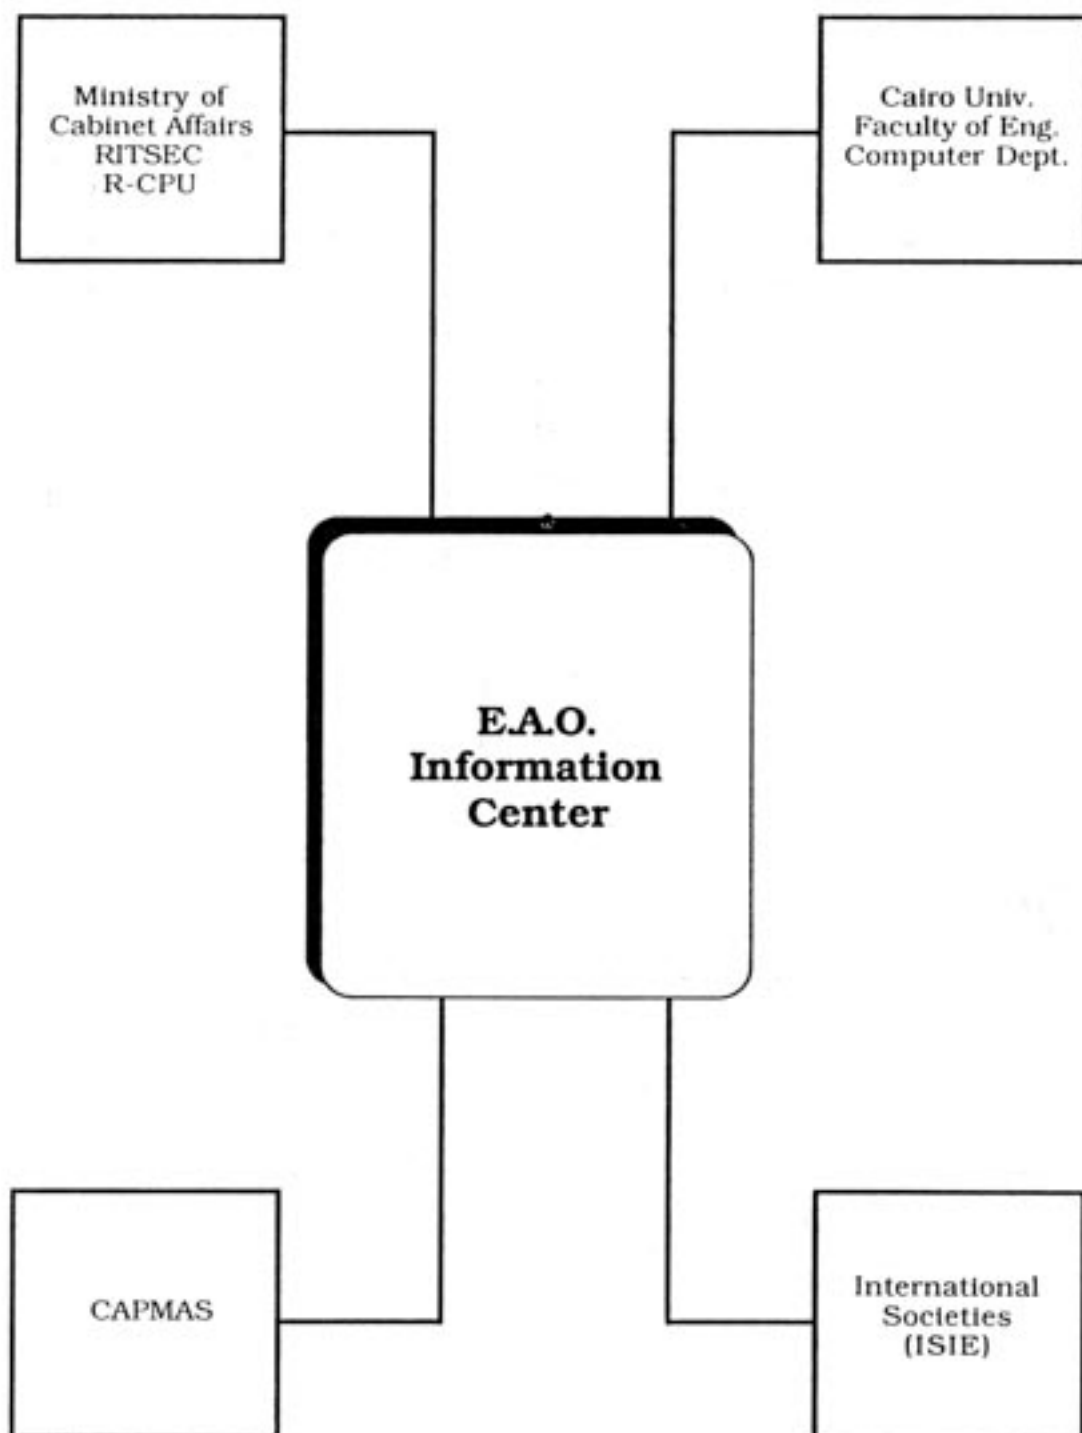 Ministry of
Cabinet Affairs
RITSEC
R-CPU
Cairo Univ.
Faculty of Eng.
Computer Dept.
E.A.O.
Information
Center
CAPMAS
International
Societies
(ISIE)